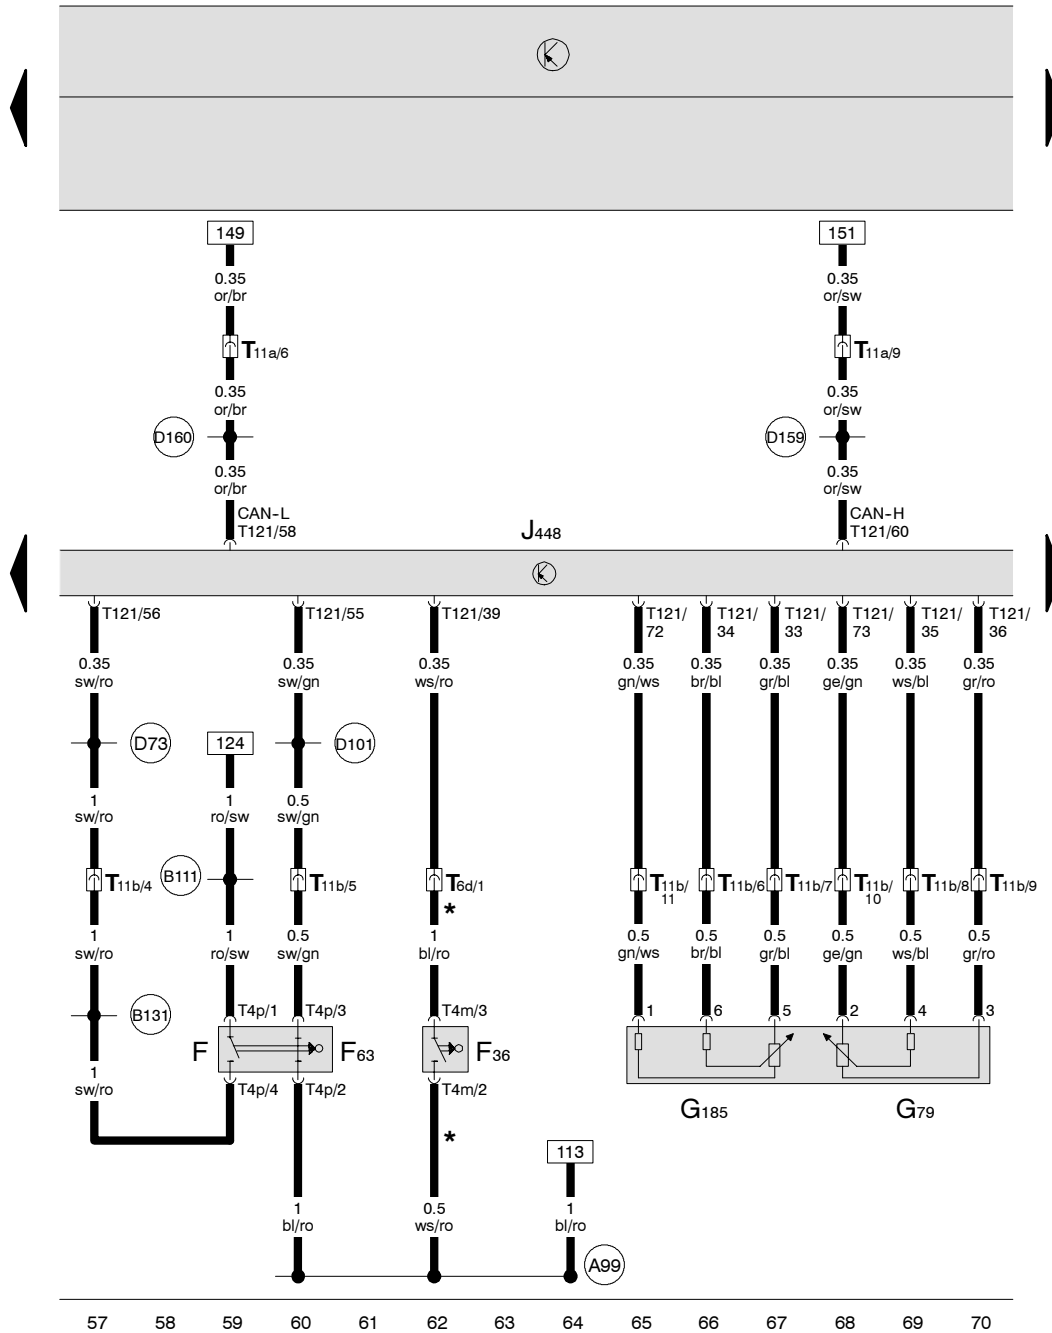 149 151
0.35 0.35
or/br or/sw
T11a/6 T11a/9
0.35 0.35
or/br or/sw
D160 D159
0.35 0.35
or/br or/sw
CAN-L CAN-H
T121/58 J448 T121/60
T121/56 T121/55 T121/39 T121/ T121/ T121/ T121/ T121/ T121/
72 34 33 73 35 36
0.35 0.35 0.35 0.35 0.35 0.35 0.35 0.35 0.35
sw/ro sw/gn ws/ro gn/ws br/bl gr/bl ge/gn ws/bl gr/ro
D73 124 D101
1 1 0.5
sw/ro ro/sw sw/gn
T11b/4 B111 T11b/5 T6d/1 T11b/ T11b/6 T11b/7 T11b/ T11b/8 T11b/9
11 10
*
1 1 0.5 1 0.5 0.5 0.5 0.5 0.5 0.5
sw/ro ro/sw sw/gn bl/ro gn/ws br/bl gr/bl ge/gn ws/bl gr/ro
B131 T4p/1 T4p/3 T4m/3 1 6 5 2 4 3
F F63 F36
1 T4p/4 T4p/2 T4m/2
sw/ro
G185 G79
*
113
1 0.5 1
bl/ro ws/ro bl/ro
A99
57 58 59 60 61 62 63 64 65 66 67 68 69 70